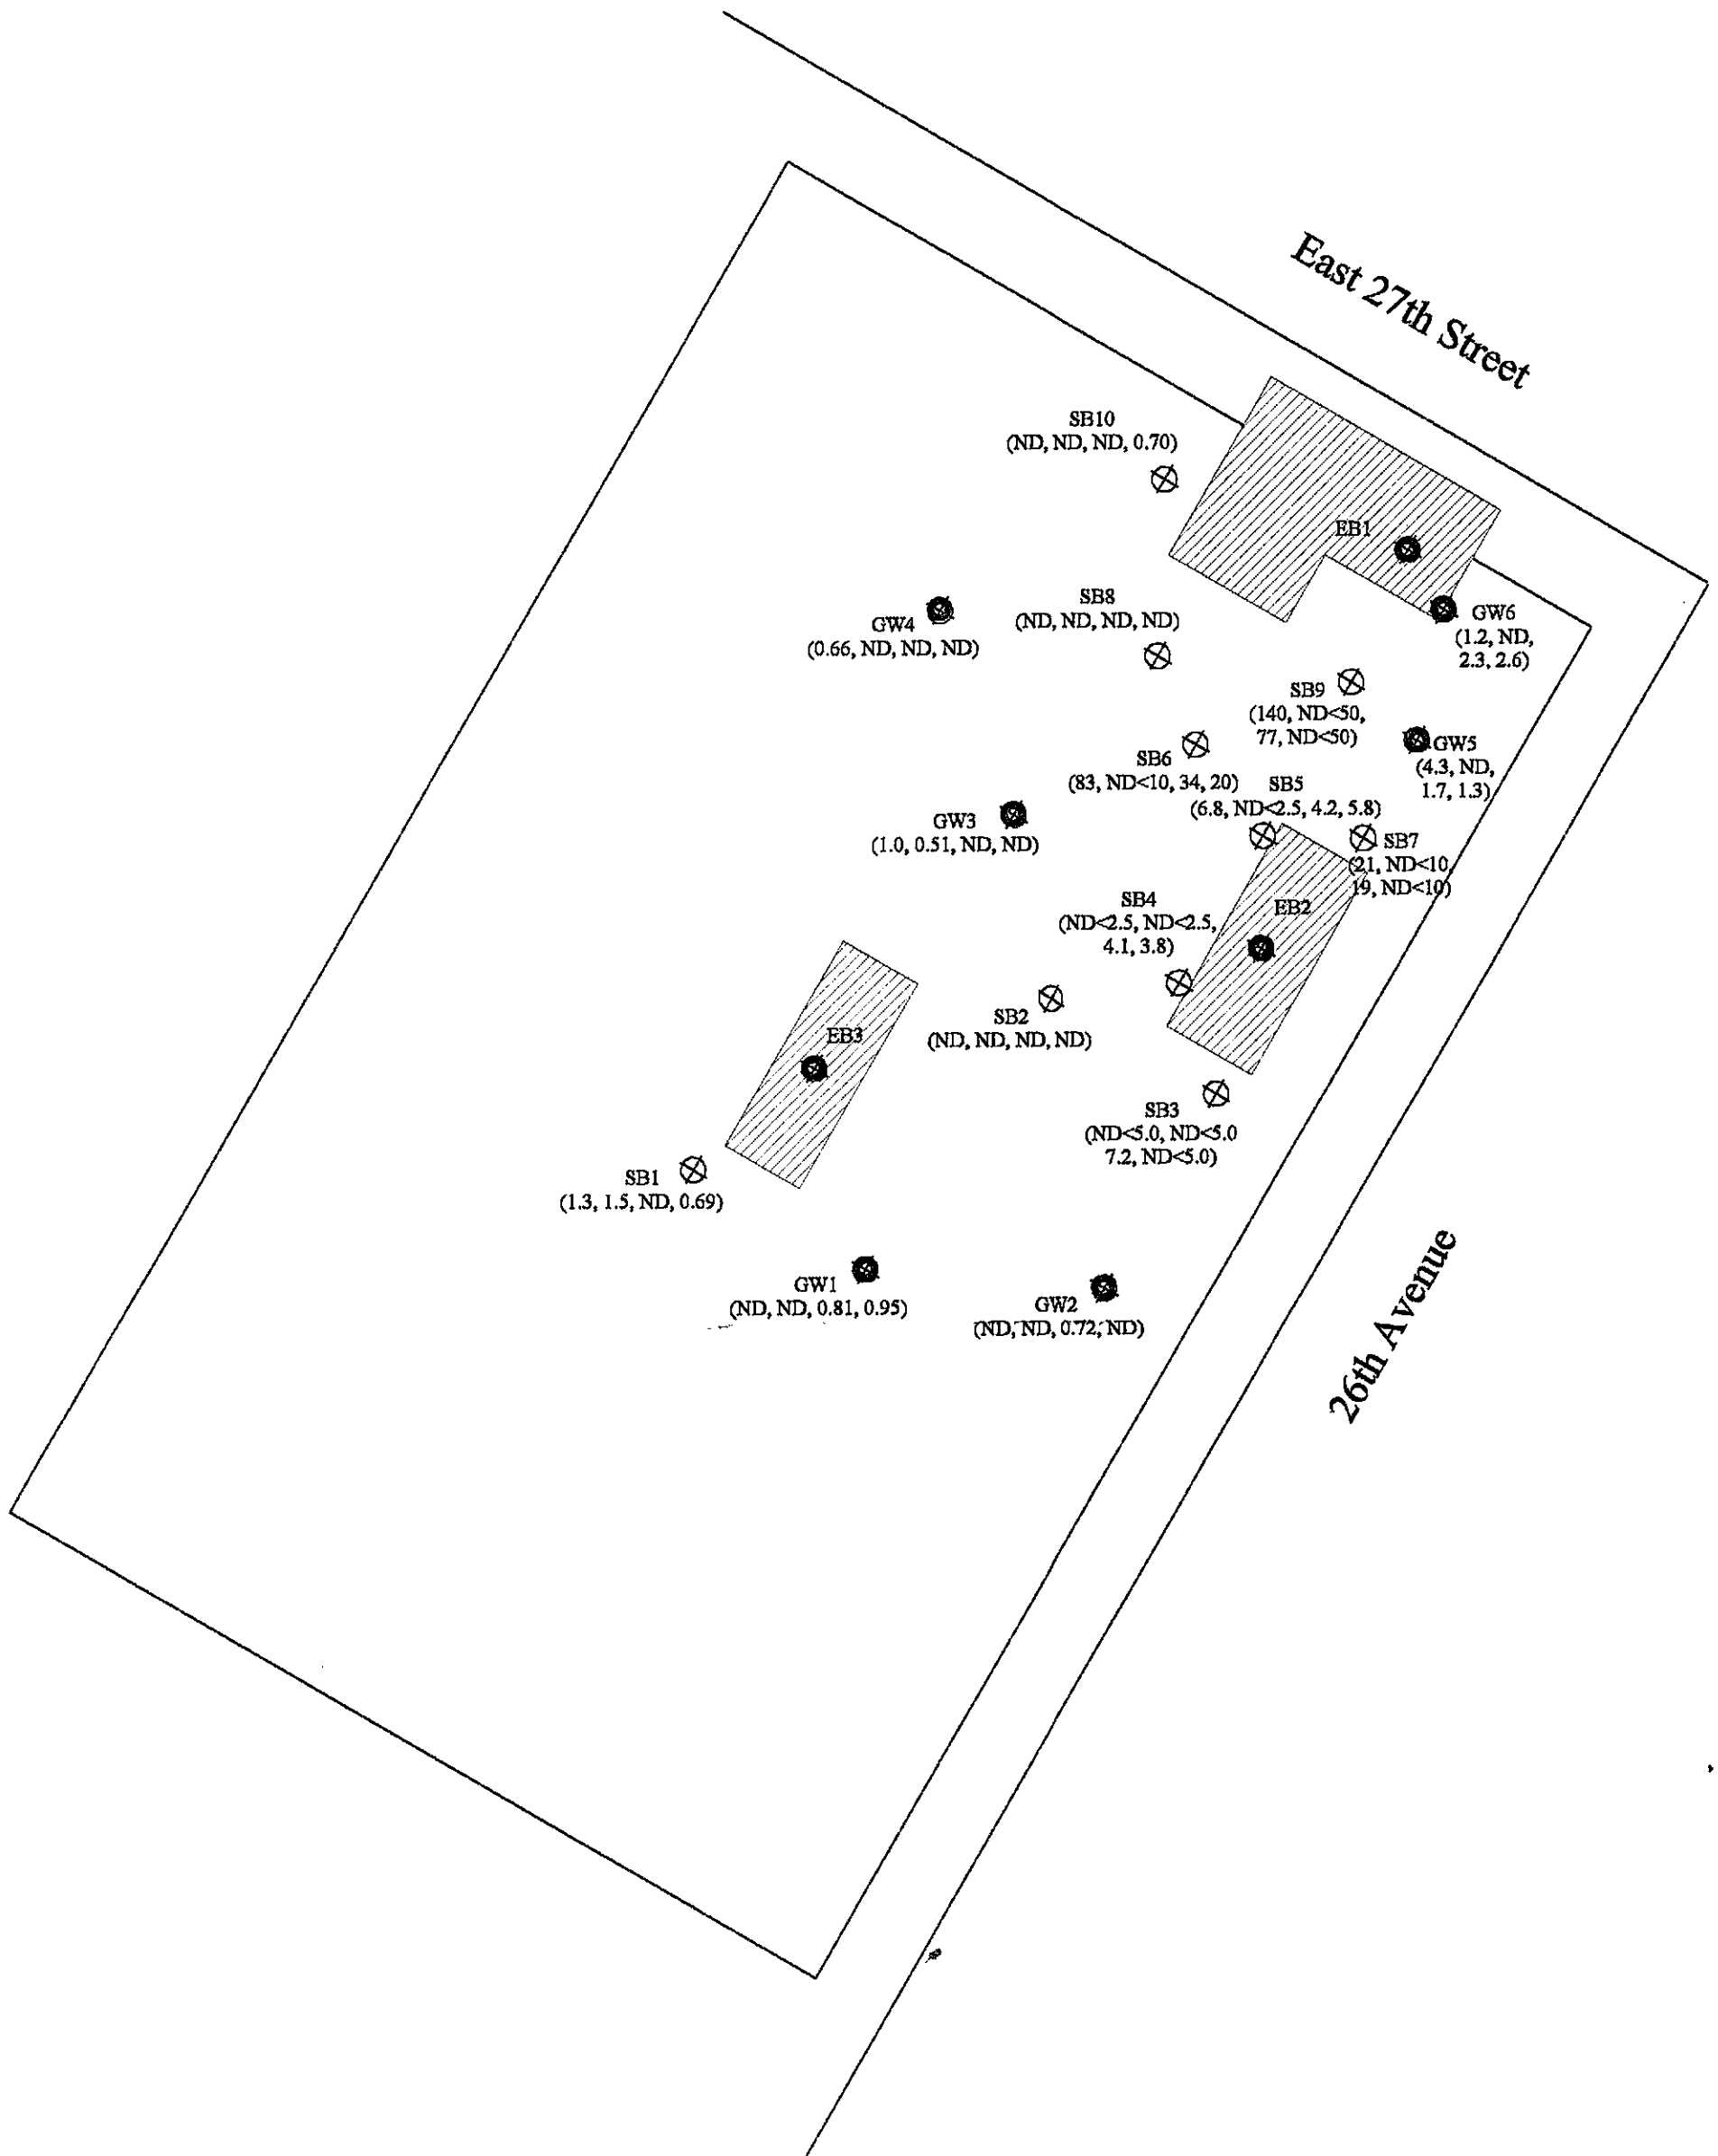 East 27th Street
SB10
(ND, ND, ND, 0.70)
EB1
SB8
(ND, ND, ND, ND)
GW4
(0.66, ND, ND, ND)
GW6
(1.2, ND,
2.3, 2.6)
SB9
(140, ND<50,
77, ND<50)
GW5
(4.3, ND,
1.7, 1.3)
SB6
(83, ND<10, 34, 20)
SB5
(6.8, ND<2.5, 4.2, 5.8)
GW3
(1.0, 0.51, ND, ND)
SB7
(21, ND<10,
19, ND<10)
SB4
(ND<2.5, ND<2.5,
4.1, 3.8)
EB2
SB2
(ND, ND, ND, ND)
EB3
SB3
(ND<5.0, ND<5.0
7.2, ND<5.0)
SB1
(1.3, 1.5, ND, 0.69)
GW1
(ND, ND, 0.81, 0.95)
GW2
(ND, ND, 0.72, ND)
26th Avenue